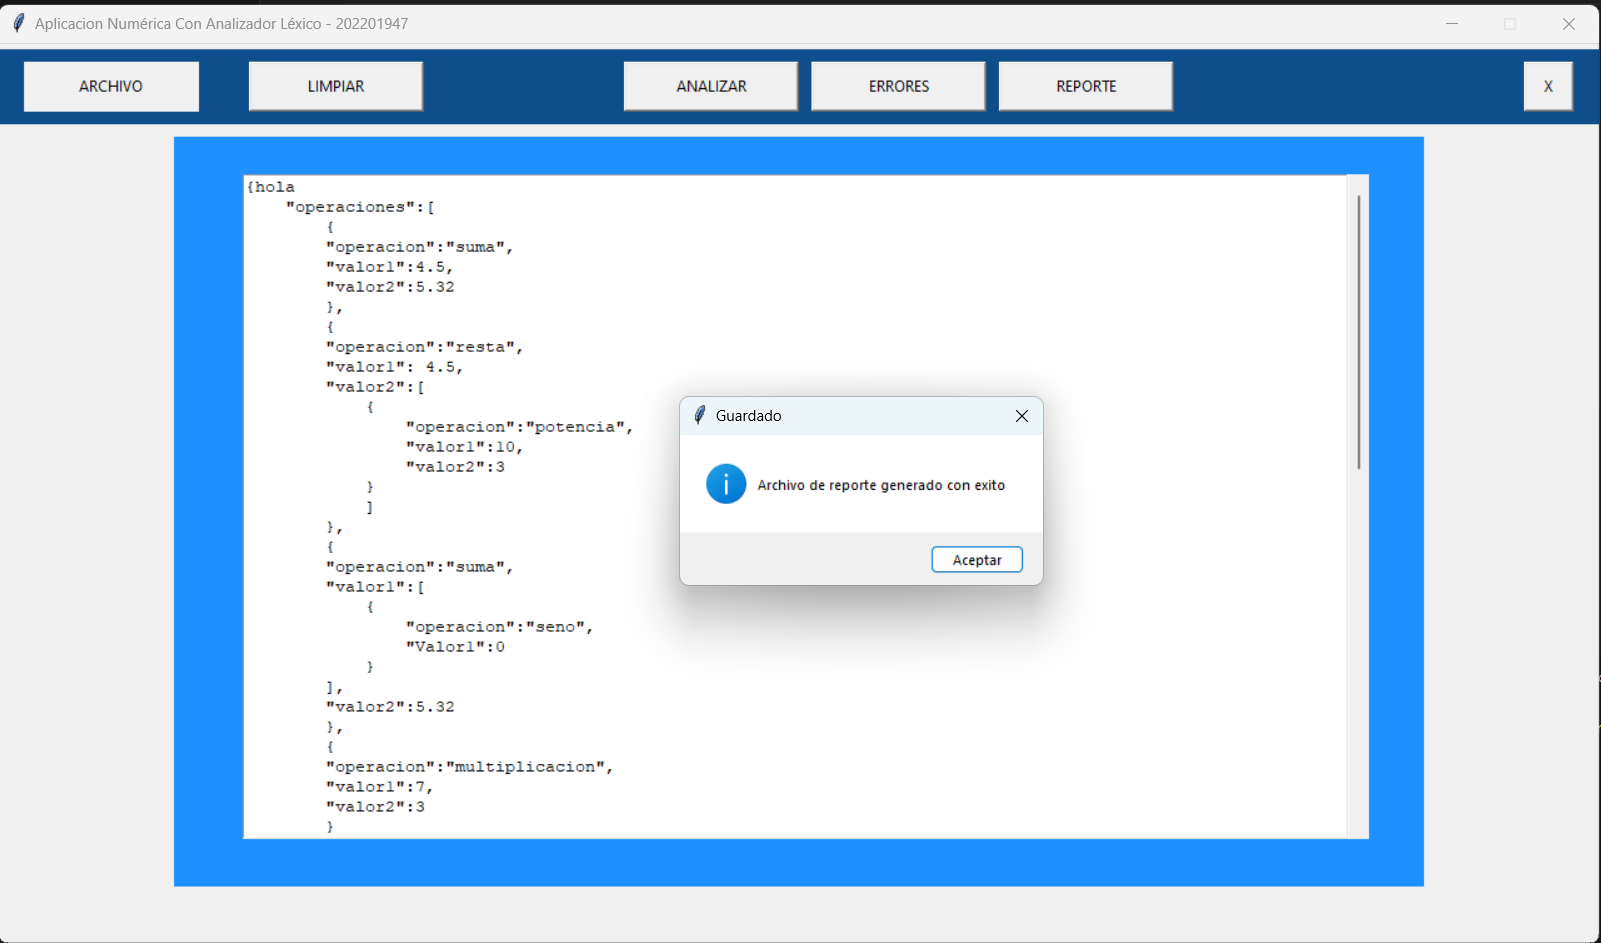 Aplicacion Numérica Con Analizador Léxico - 202201947
ARCHIVO LIMPIAR ANALIZAR ERRORES REPORTE X
{hola
"operaciones":[
{
"operacion":"suma",
"valor1":4.5,
"valor2":5.32
},
{
"operacion":"resta",
"valor1": 4.5,
"valor2":[
{
"operacion":"potencia",
"valor1":10,
"valor2":3
}
]
},
{
"operacion":"suma",
"valor1":[
{
"operacion":"seno",
"Valor1":0
}
],
"valor2":5.32
},
{
"operacion":"multiplicacion",
"valor1":7,
"valor2":3
}
Guardado
Archivo de reporte generado con exito
Aceptar